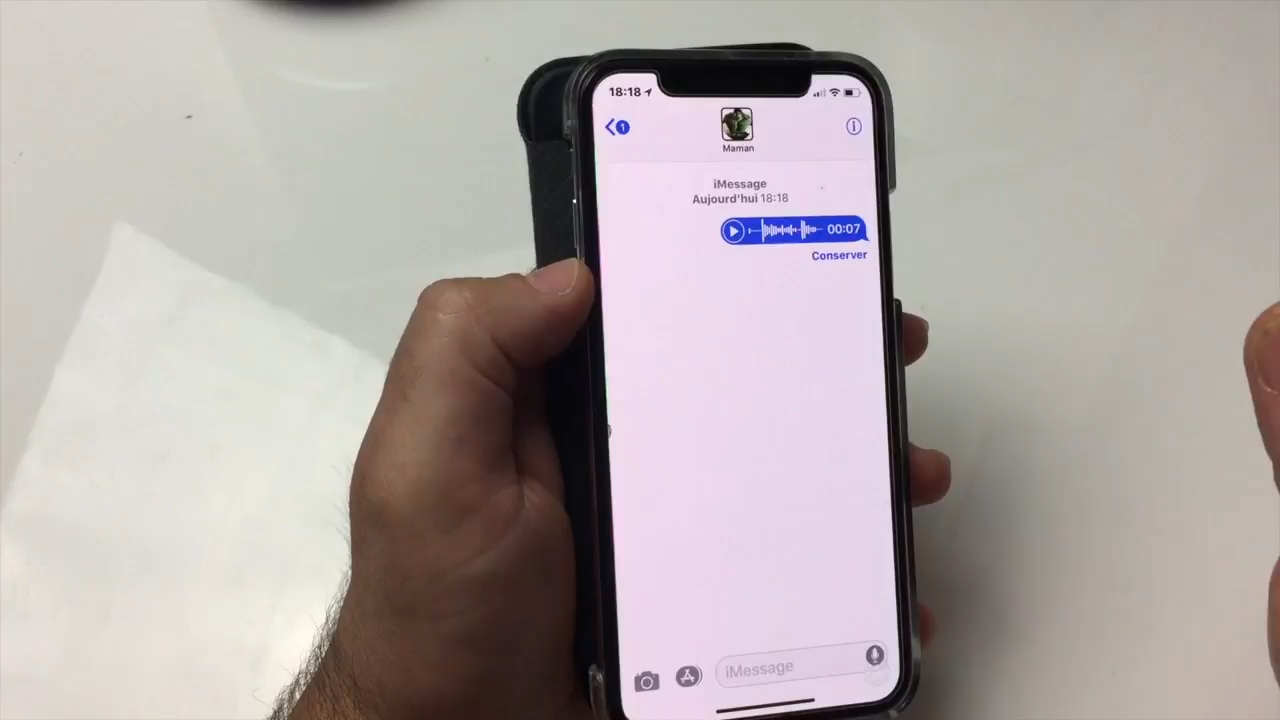 18:18
1
Maman
iMessage
Aujourd'hui 18:18
00:07
Conserver
iMessage